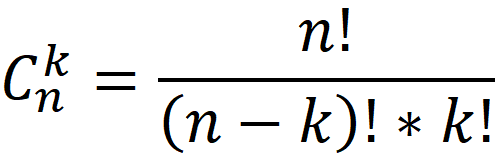 C_n^k = n! / ((n − k)! * k!)